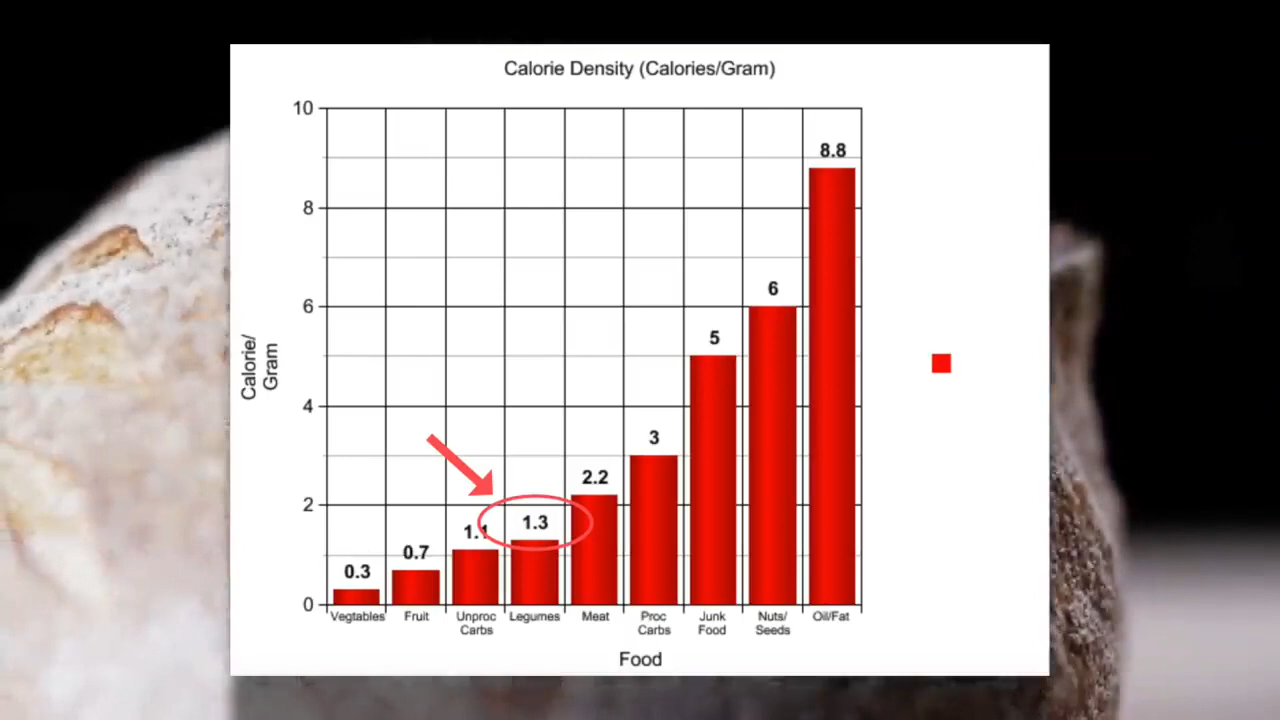 Calorie Density (Calories/Gram)
10
8
6
4
2
0
Calorie/
Gram
0.3
0.7
1.1
1.3
2.2
3
5
6
8.8
Vegtables
Fruit
Unproc
Carbs
Legumes
Meat
Proc
Carbs
Junk
Food
Nuts/
Seeds
Oil/Fat
Food